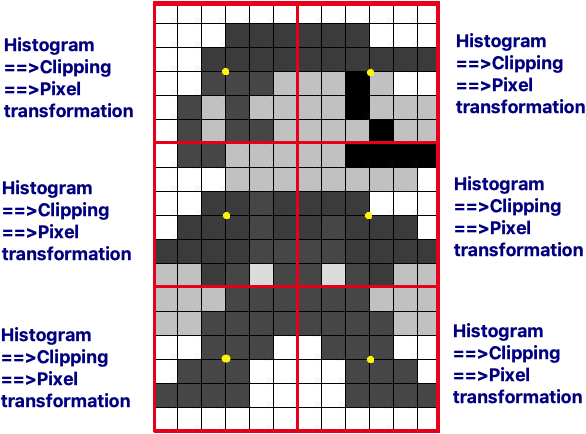 Histogram
==>Clipping
==>Pixel
transformation
Histogram
==>Clipping
==>Pixel
transformation
Histogram
==>Clipping
==>Pixel
transformation
Histogram
==>Clipping
==>Pixel
transformation
Histogram
==>Clipping
==>Pixel
transformation
Histogram
==>Clipping
==>Pixel
transformation